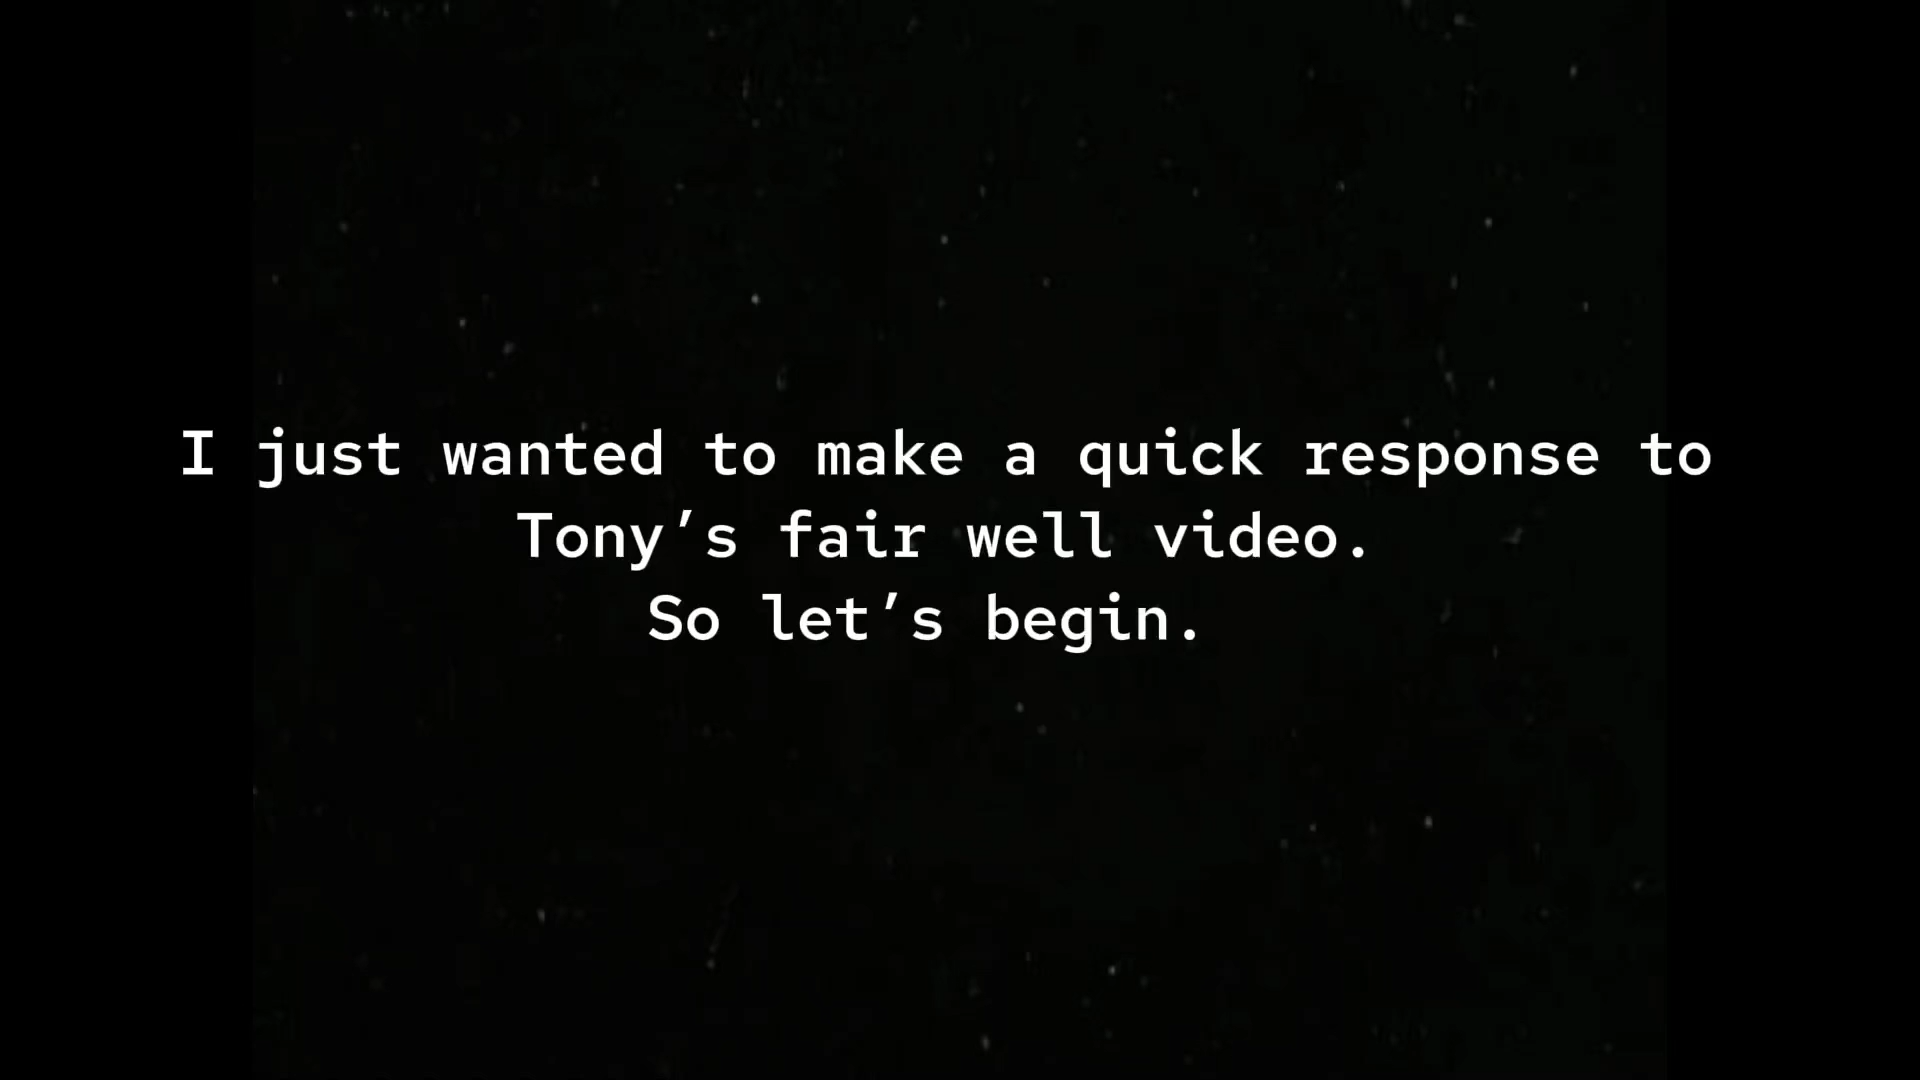 I just wanted to make a quick response to
Tony’s fair well video.
So let’s begin.